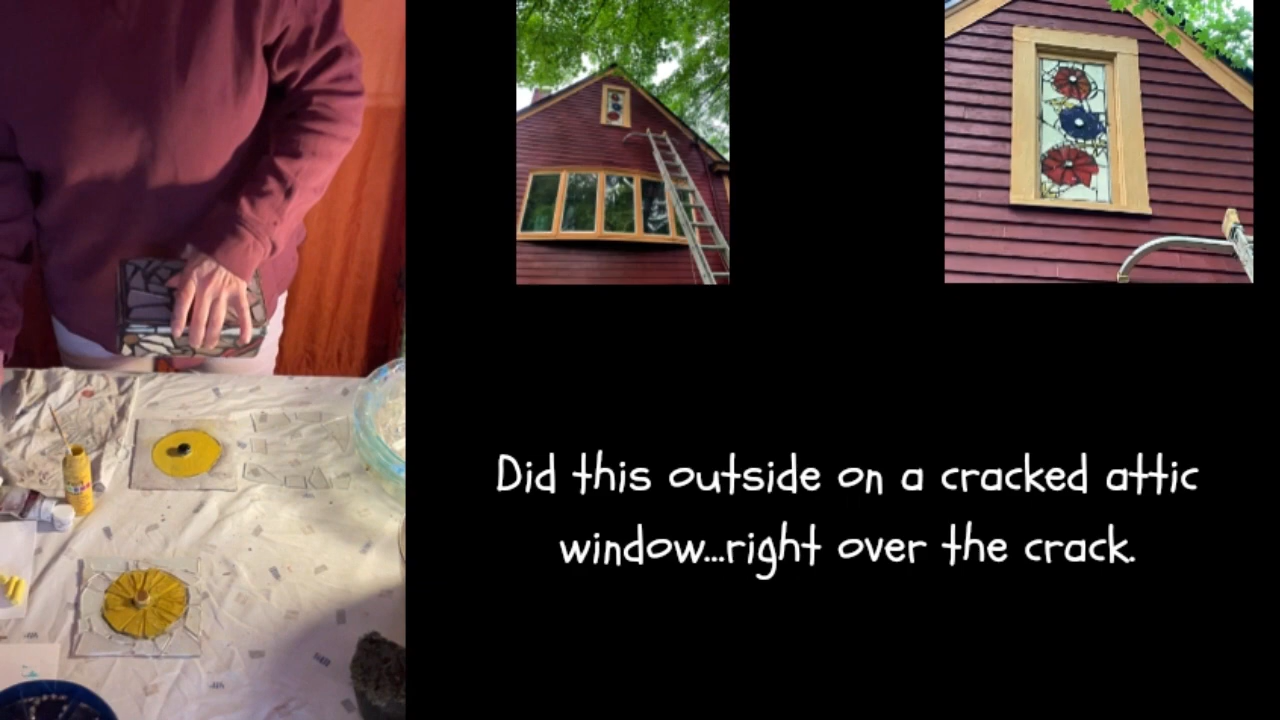 Did this outside on a cracked attic
window...right over the crack.